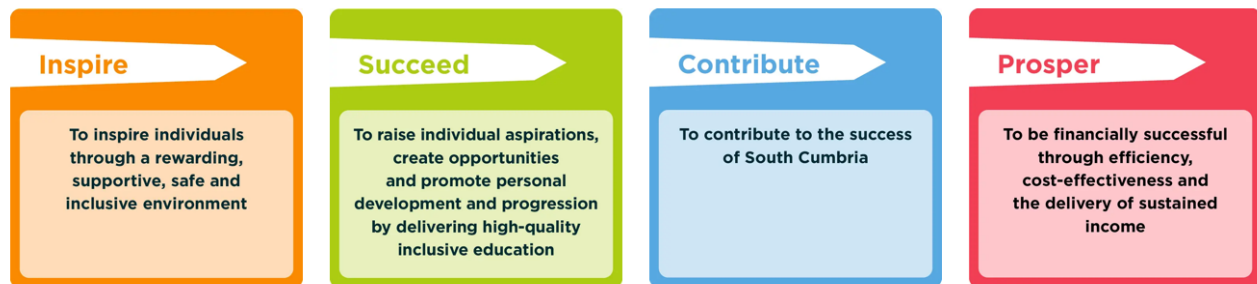 Inspire
To inspire individuals
through a rewarding,
supportive, safe and
inclusive environment
Succeed
To raise individual aspirations,
create opportunities
and promote personal
development and progression
by delivering high-quality
inclusive education
Contribute
To contribute to the success
of South Cumbria
Prosper
To be financially successful
through efficiency,
cost-effectiveness and
the delivery of sustained
income